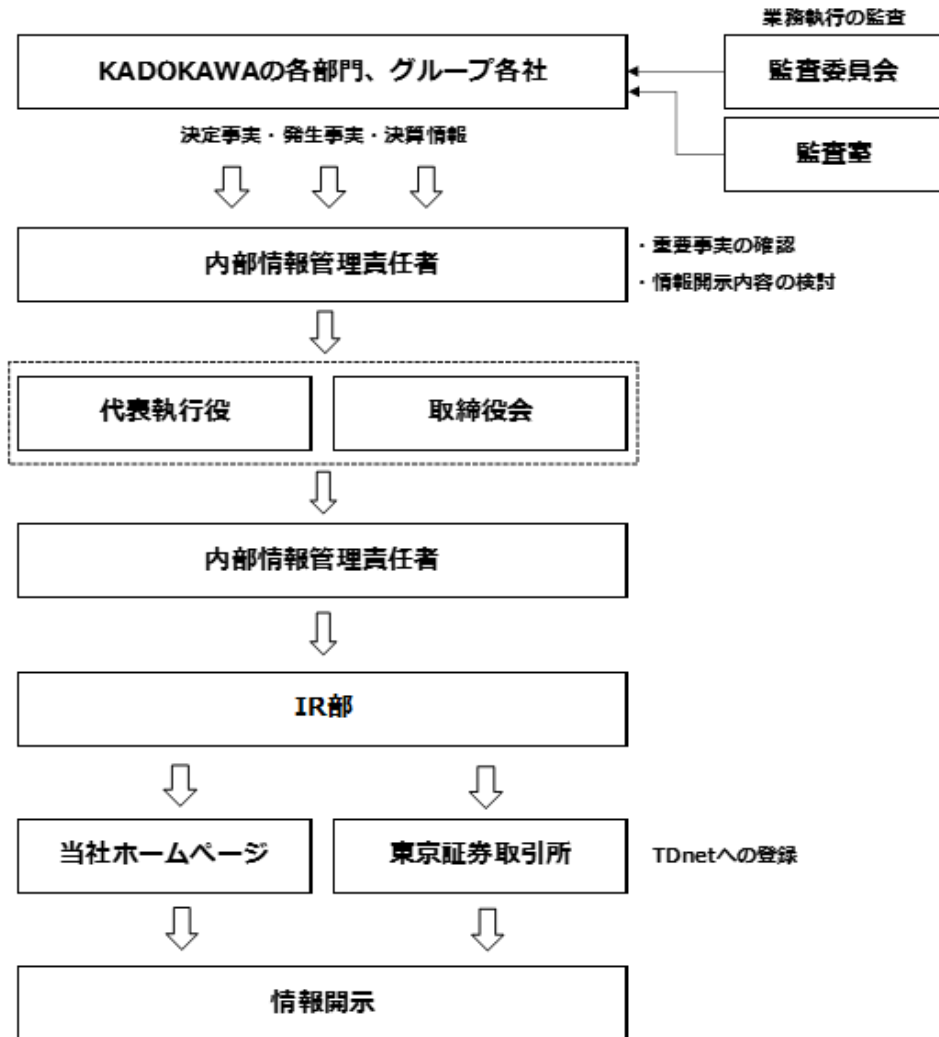 業務執行の監査
KADOKAWAの各部門、グループ各社
監査委員会
決定事実・発生事実・決算情報
監査室
内部情報管理責任者
・重要事実の確認
・情報開示内容の検討
代表執行役
取締役会
内部情報管理責任者
IR部
当社ホームページ
東京証券取引所
TDnetへの登録
情報開示